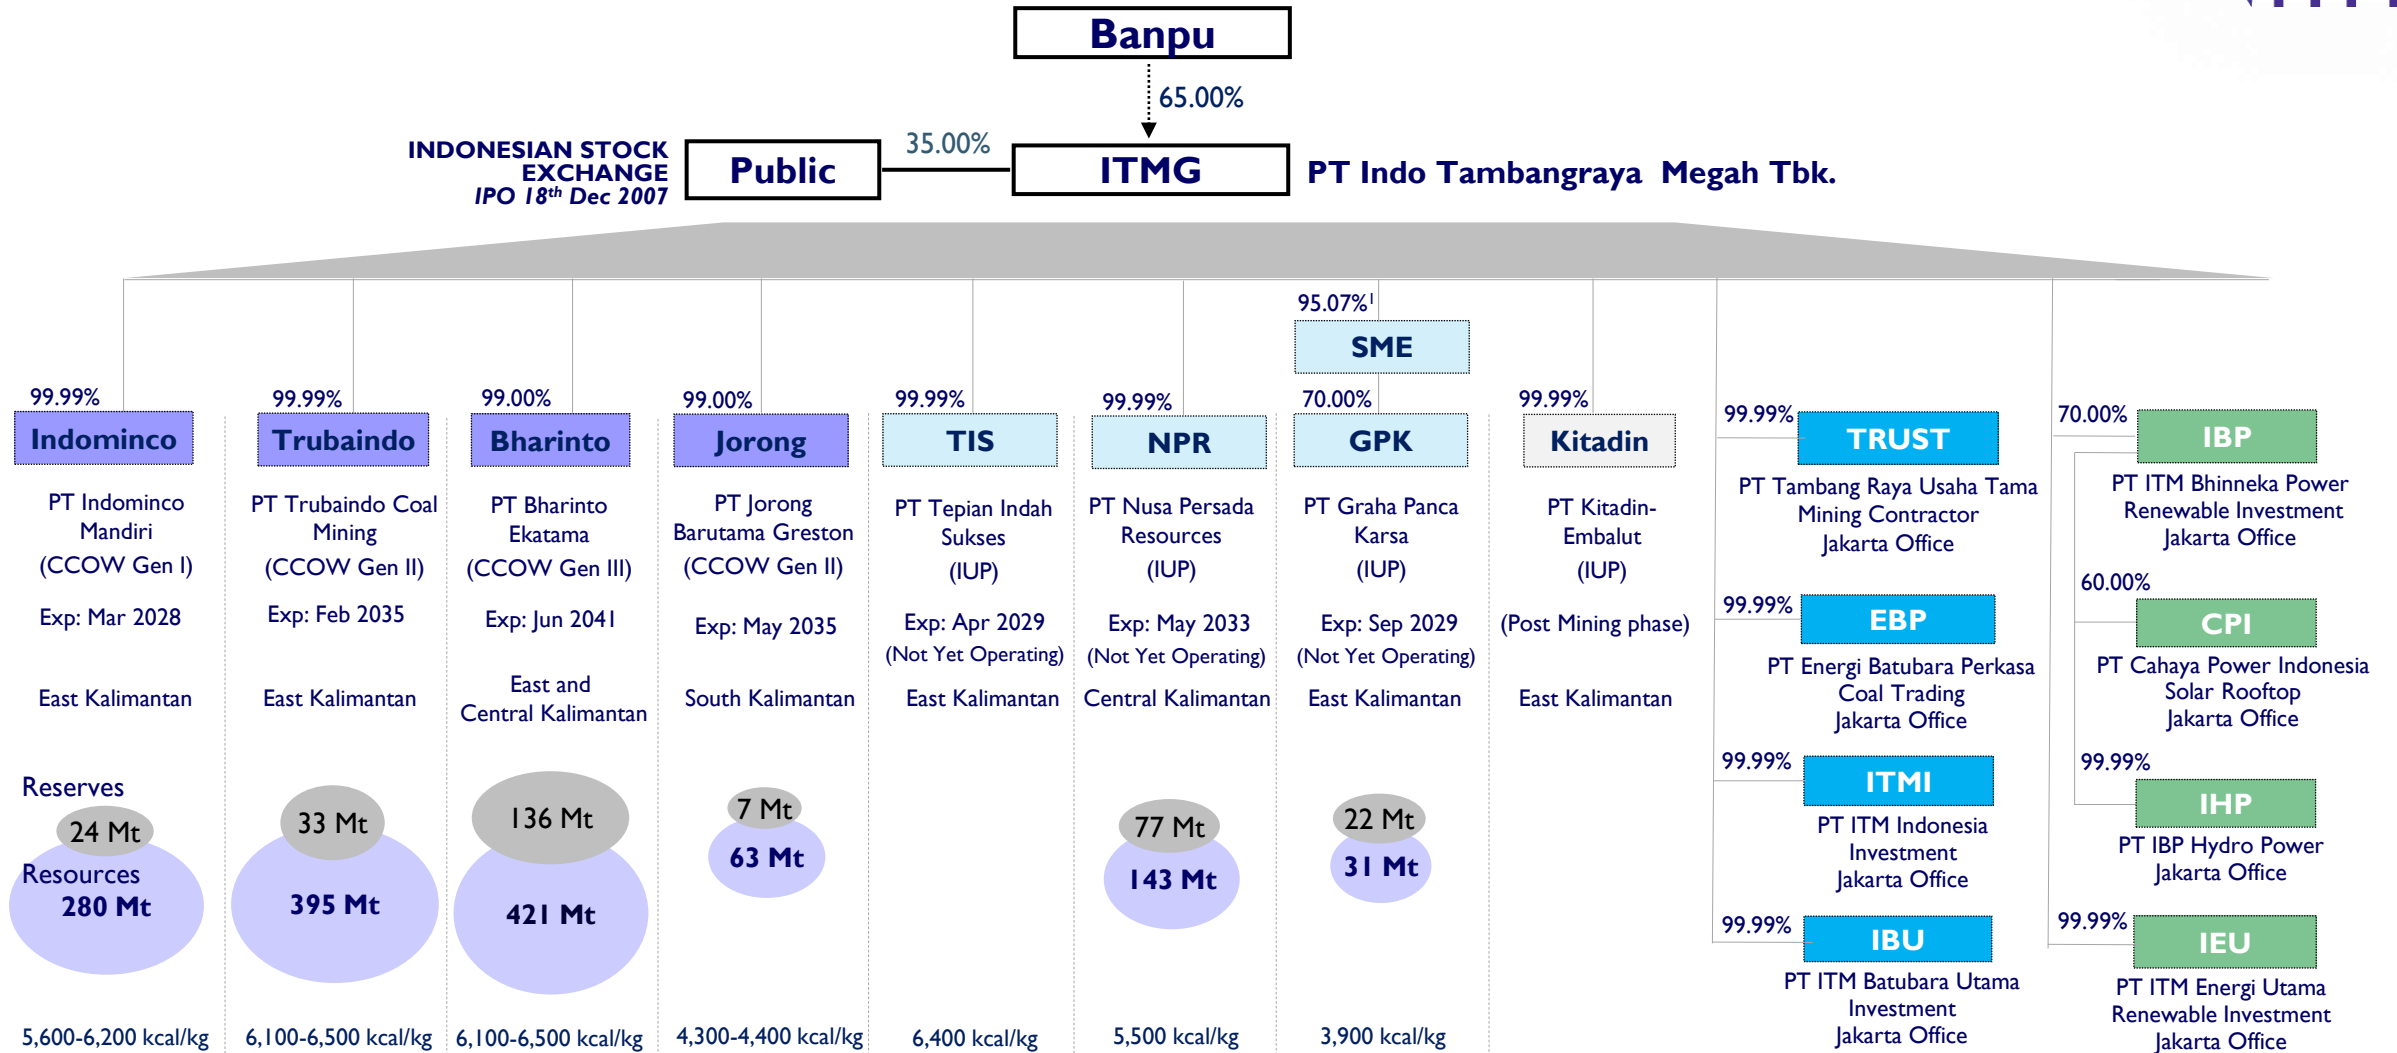 Banpu
65.00%
INDONESIAN STOCK
EXCHANGE
IPO 18th Dec 2007
Public
35.00%
ITMG
PT Indo Tambangraya Megah Tbk.
95.07%1
SME
99.99%
Indominco
PT Indominco
Mandiri
(CCOW Gen I)
Exp: Mar 2028
East Kalimantan
Reserves
24 Mt
Resources
280 Mt
5,600-6,200 kcal/kg
99.99%
Trubaindo
PT Trubaindo Coal
Mining
(CCOW Gen II)
Exp: Feb 2035
East Kalimantan
33 Mt
395 Mt
6,100-6,500 kcal/kg
99.00%
Bharinto
PT Bharinto
Ekatama
(CCOW Gen III)
Exp: Jun 2041
East and
Central Kalimantan
136 Mt
421 Mt
6,100-6,500 kcal/kg
99.00%
Jorong
PT Jorong
Barutama Greston
(CCOW Gen II)
Exp: May 2035
South Kalimantan
7 Mt
63 Mt
4,300-4,400 kcal/kg
99.99%
TIS
PT Tepian Indah
Sukses
(IUP)
Exp: Apr 2029
(Not Yet Operating)
East Kalimantan
6,400 kcal/kg
99.99%
NPR
PT Nusa Persada
Resources
(IUP)
Exp: May 2033
(Not Yet Operating)
Central Kalimantan
77 Mt
143 Mt
5,500 kcal/kg
70.00%
GPK
PT Graha Panca
Karsa
(IUP)
Exp: Sep 2029
(Not Yet Operating)
East Kalimantan
22 Mt
31 Mt
3,900 kcal/kg
99.99%
Kitadin
PT Kitadin-
Embalut
(IUP)
(Post Mining phase)
East Kalimantan
99.99%
TRUST
PT Tambang Raya Usaha Tama
Mining Contractor
Jakarta Office
99.99%
EBP
PT Energi Batubara Perkasa
Coal Trading
Jakarta Office
99.99%
ITMI
PT ITM Indonesia
Investment
Jakarta Office
99.99%
IBU
PT ITM Batubara Utama
Investment
Jakarta Office
70.00%
IBP
PT ITM Bhinneka Power
Renewable Investment
Jakarta Office
60.00%
CPI
PT Cahaya Power Indonesia
Solar Rooftop
Jakarta Office
99.99%
IHP
PT IBP Hydro Power
Jakarta Office
99.99%
IEU
PT ITM Energi Utama
Renewable Investment
Jakarta Office